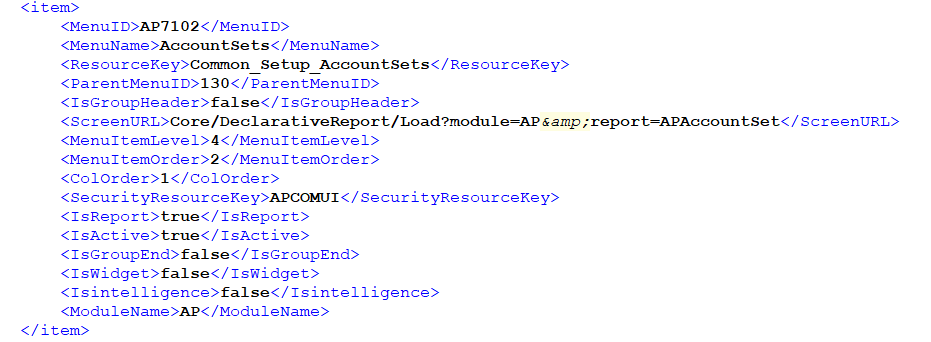 <item>
<MenuID>AP7102</MenuID>
<MenuName>AccountSets</MenuName>
<ResourceKey>Common_Setup_AccountSets</ResourceKey>
<ParentMenuID>130</ParentMenuID>
<IsGroupHeader>false</IsGroupHeader>
<ScreenURL>Core/DeclarativeReport/Load?module=AP&amp;report=APAccountSet</ScreenURL>
<MenuItemLevel>4</MenuItemLevel>
<MenuItemOrder>2</MenuItemOrder>
<ColOrder>1</ColOrder>
<SecurityResourceKey>APCOMUI</SecurityResourceKey>
<IsReport>true</IsReport>
<IsActive>true</IsActive>
<IsGroupEnd>false</IsGroupEnd>
<IsWidget>false</IsWidget>
<Isintelligence>false</Isintelligence>
<ModuleName>AP</ModuleName>
</item>